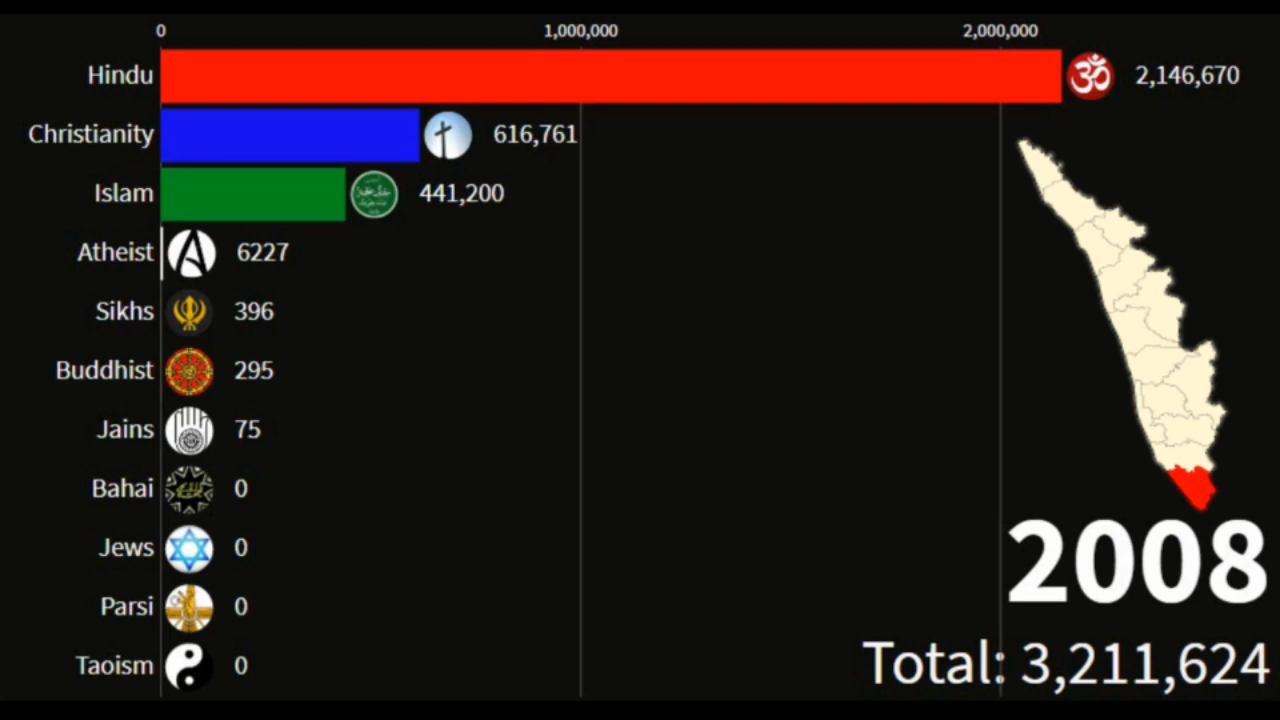 0 1,000,000 2,000,000
Hindu ॐ 2,146,670
Christianity 616,761
Islam 441,200
Atheist 6227
Sikhs 396
Buddhist 295
Jains 75
Bahai 0
Jews 0
Parsi 0
Taoism 0
2008
Total: 3,211,624